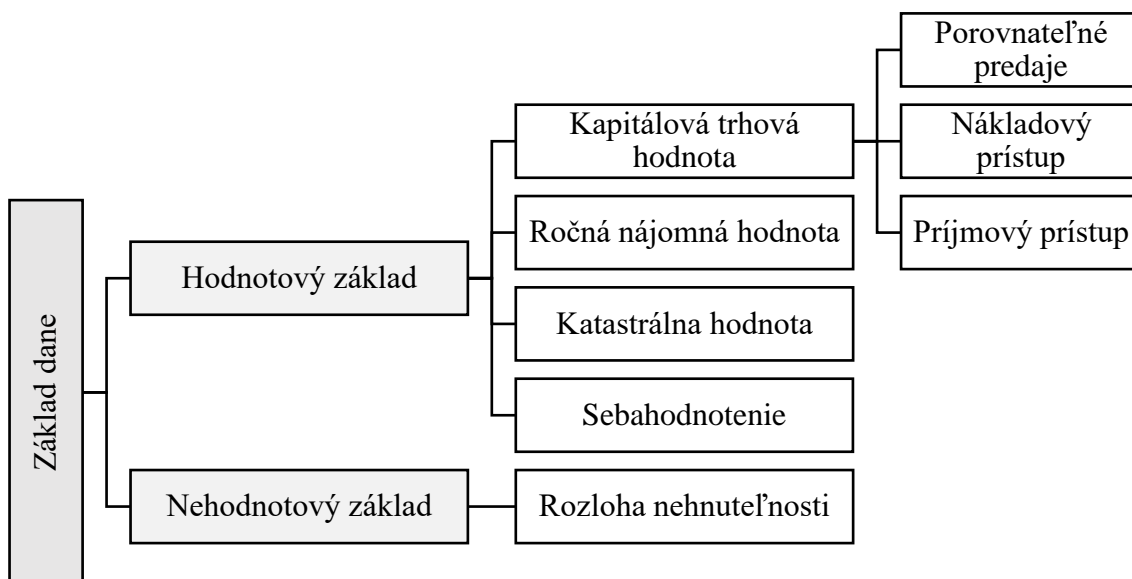 Základ dane
Hodnotový základ
Kapitálová trhová
hodnota
Porovnateľné
predaje
Nákladový
prístup
Príjmový prístup
Ročná nájomná hodnota
Katastrálna hodnota
Sebahodnotenie
Nehodnotový základ
Rozloha nehnuteľnosti